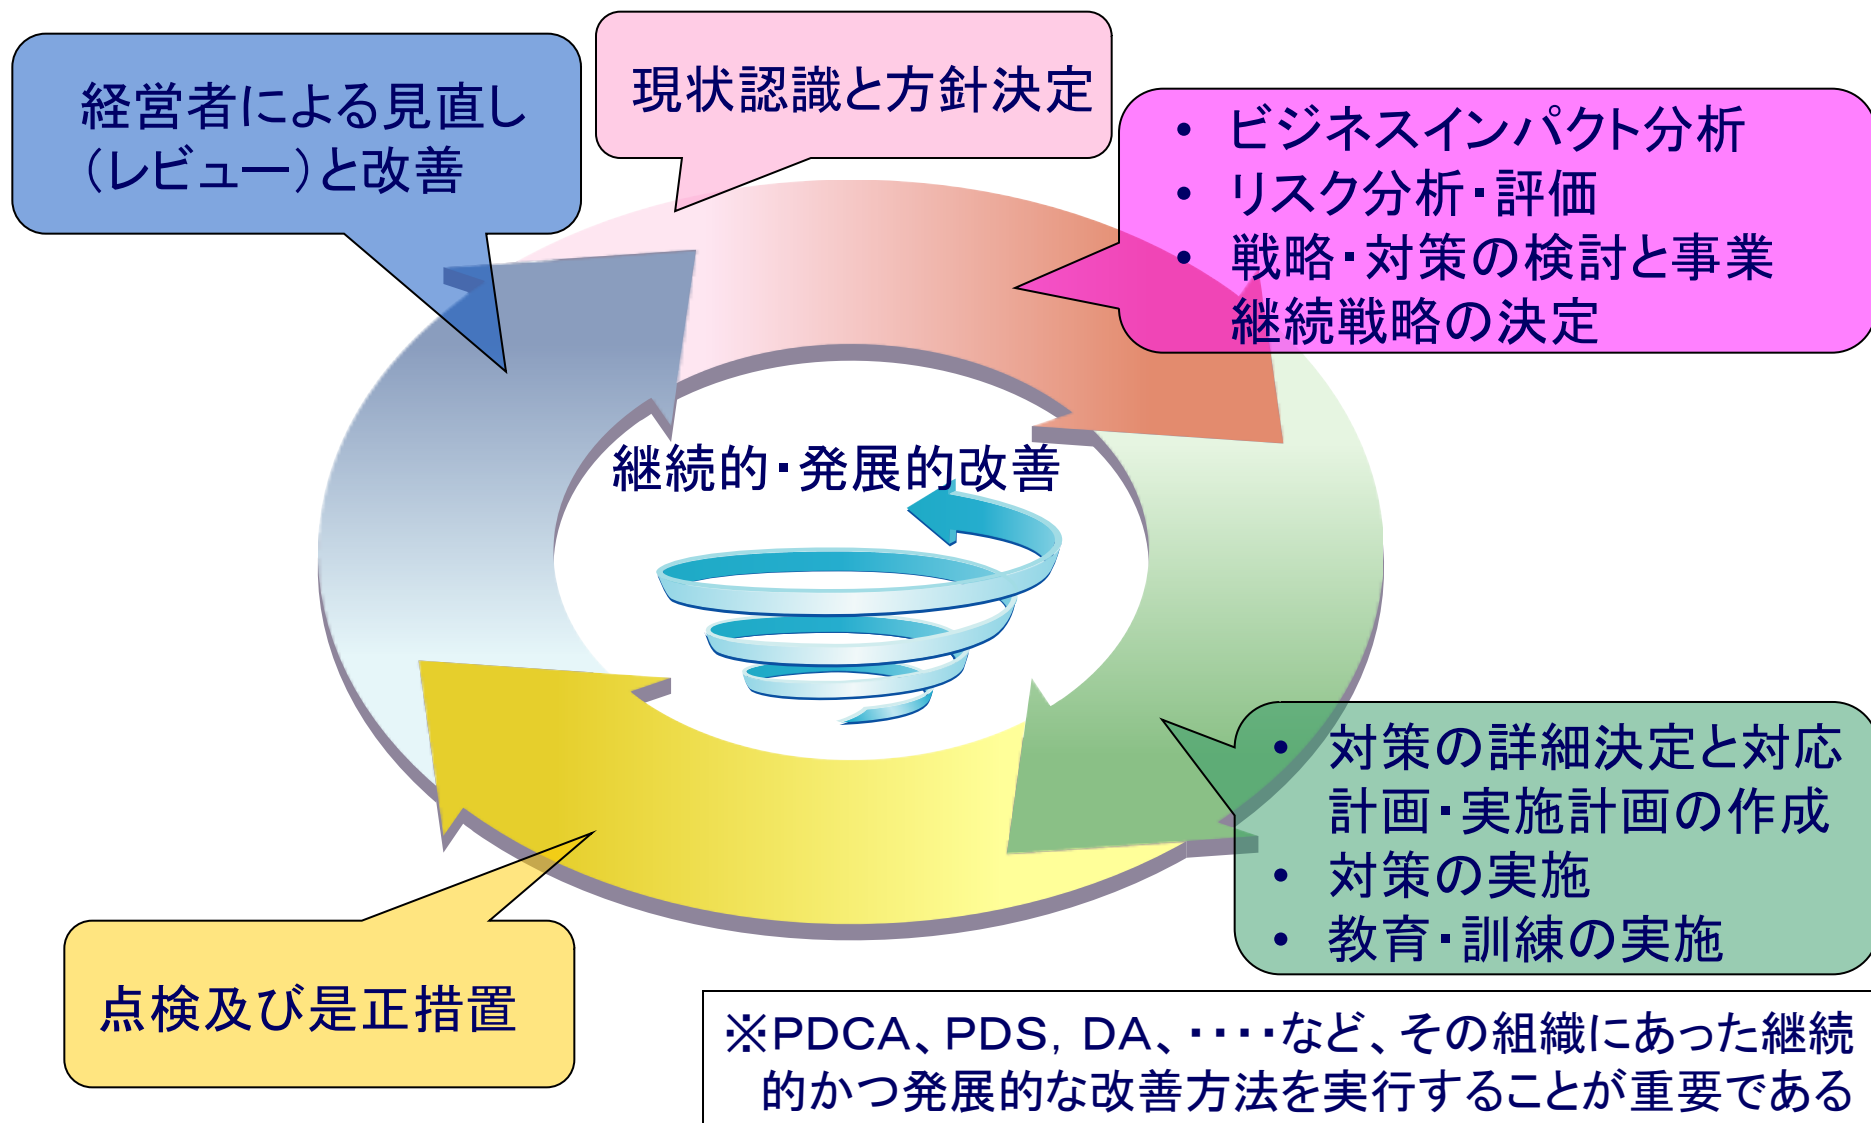 経営者による見直し
（レビュー）と改善
現状認識と方針決定
• ビジネスインパクト分析
• リスク分析・評価
• 戦略・対策の検討と事業
継続戦略の決定
継続的・発展的改善
• 対策の詳細決定と対応
計画・実施計画の作成
• 対策の実施
• 教育・訓練の実施
点検及び是正措置
※PDCA、PDS, DA、・・・・など、その組織にあった継続
的かつ発展的な改善方法を実行することが重要である